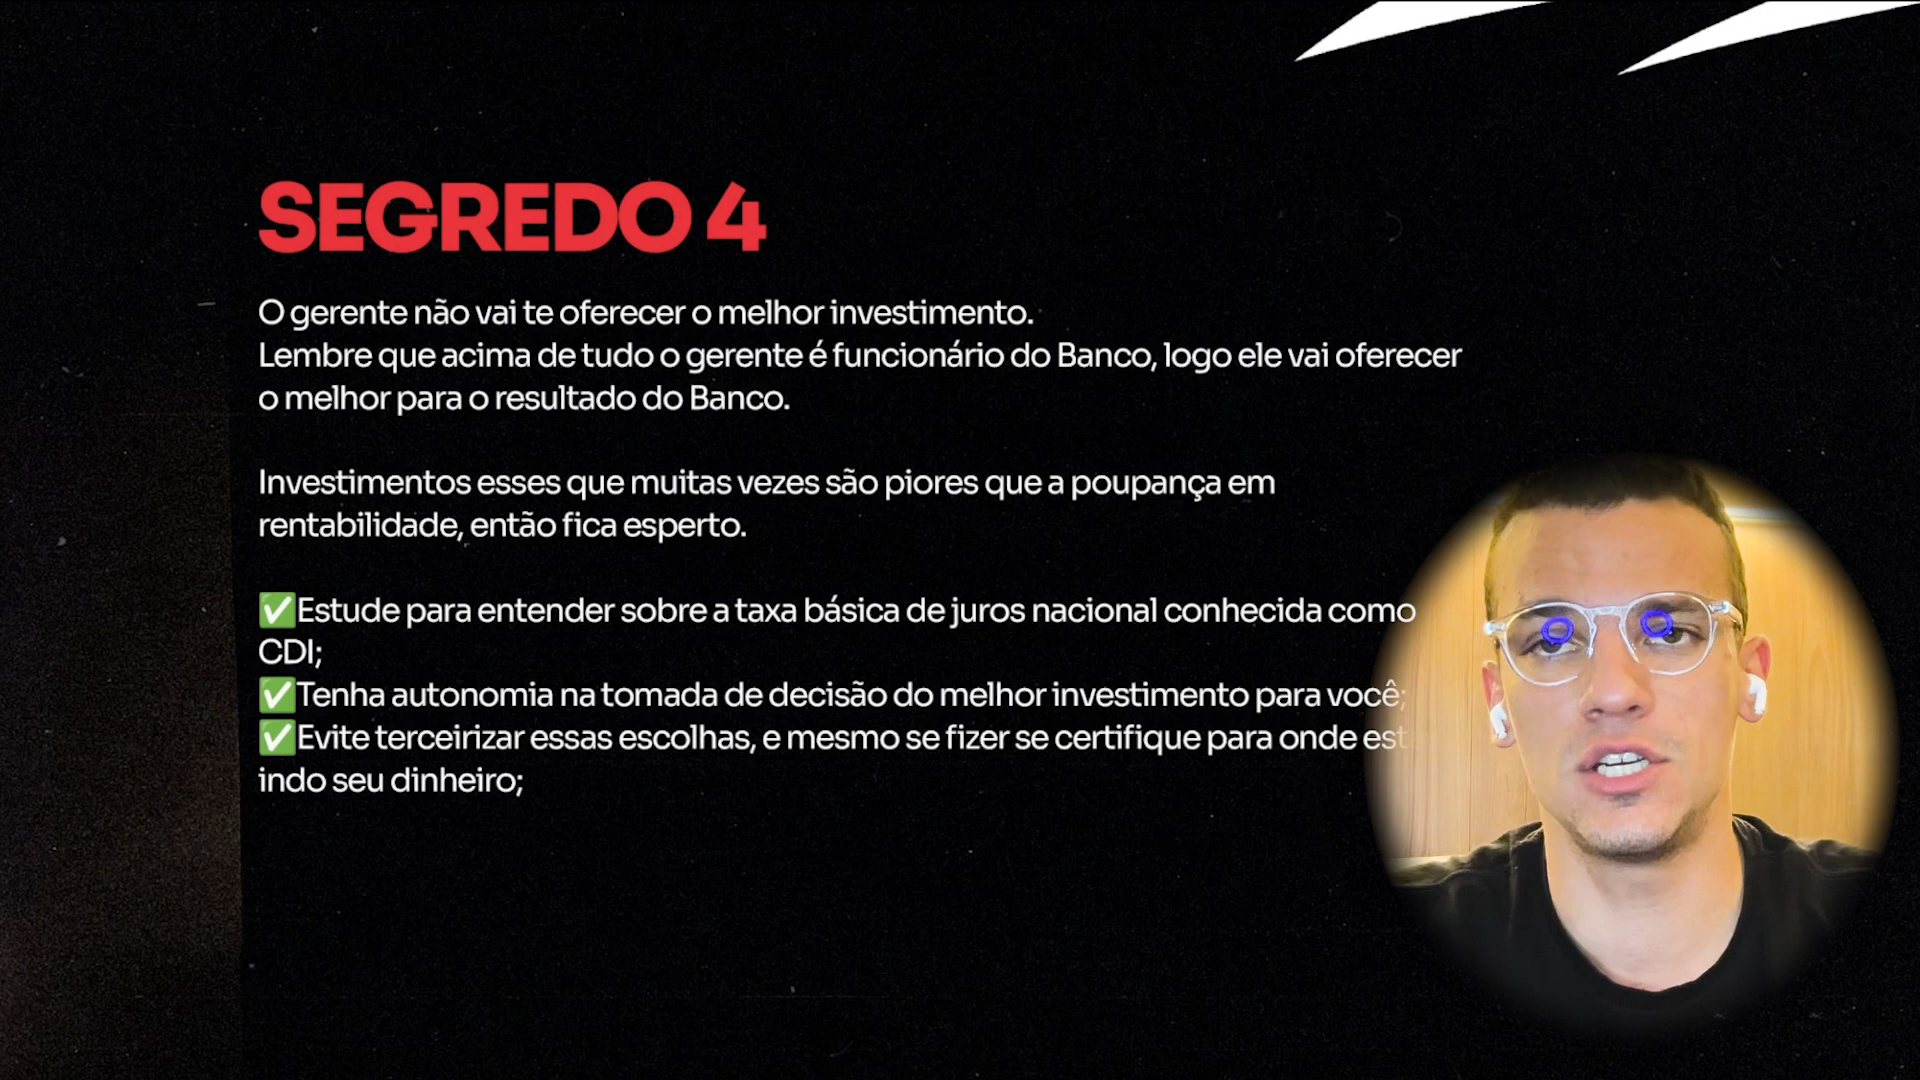 SEGREDO 4
O gerente não vai te oferecer o melhor investimento.
Lembre que acima de tudo o gerente é funcionário do Banco, logo ele vai oferecer
o melhor para o resultado do Banco.
Investimentos esses que muitas vezes são piores que a poupança em
rentabilidade, então fica esperto.
✅Estude para entender sobre a taxa básica de juros nacional conhecida como
CDI;
✅Tenha autonomia na tomada de decisão do melhor investimento para você;
✅Evite terceirizar essas escolhas, e mesmo se fizer se certifique para onde est
indo seu dinheiro;